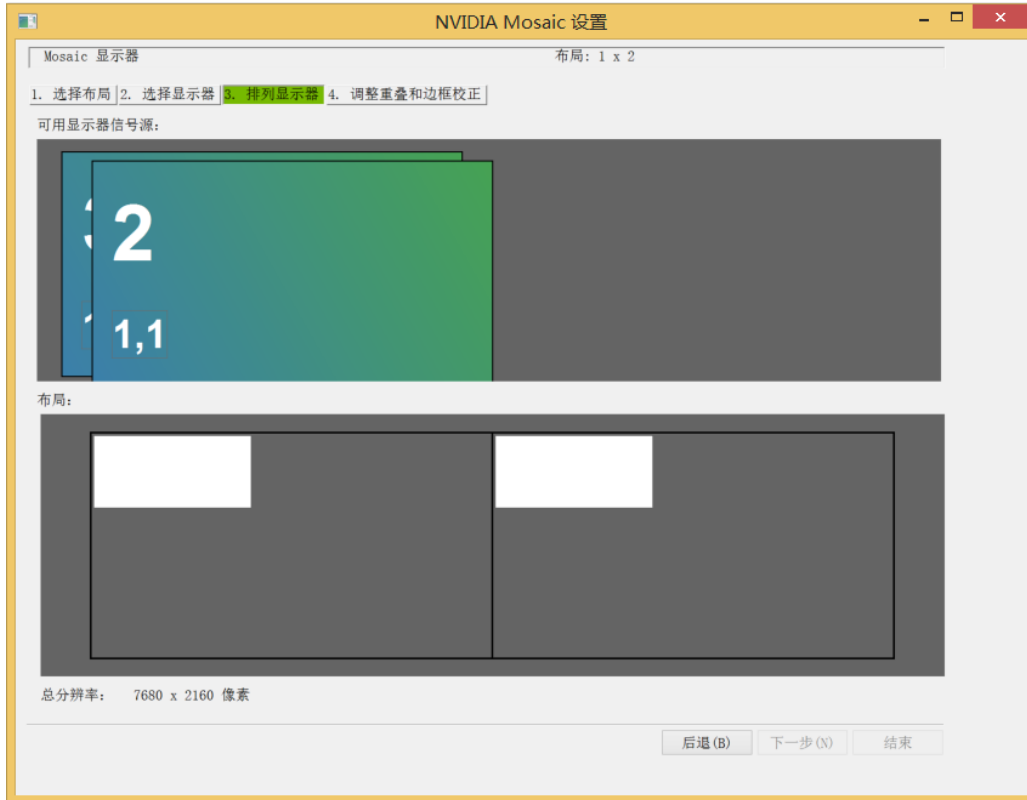 NVIDIA Mosaic 设置
Mosaic 显示器 布局: 1 x 2
1. 选择布局 2. 选择显示器 3. 排列显示器 4. 调整重叠和边框校正
可用显示器信号源:
2
1,1
布局:
总分辨率: 7680 x 2160 像素
后退(B) 下一步(N) 结束